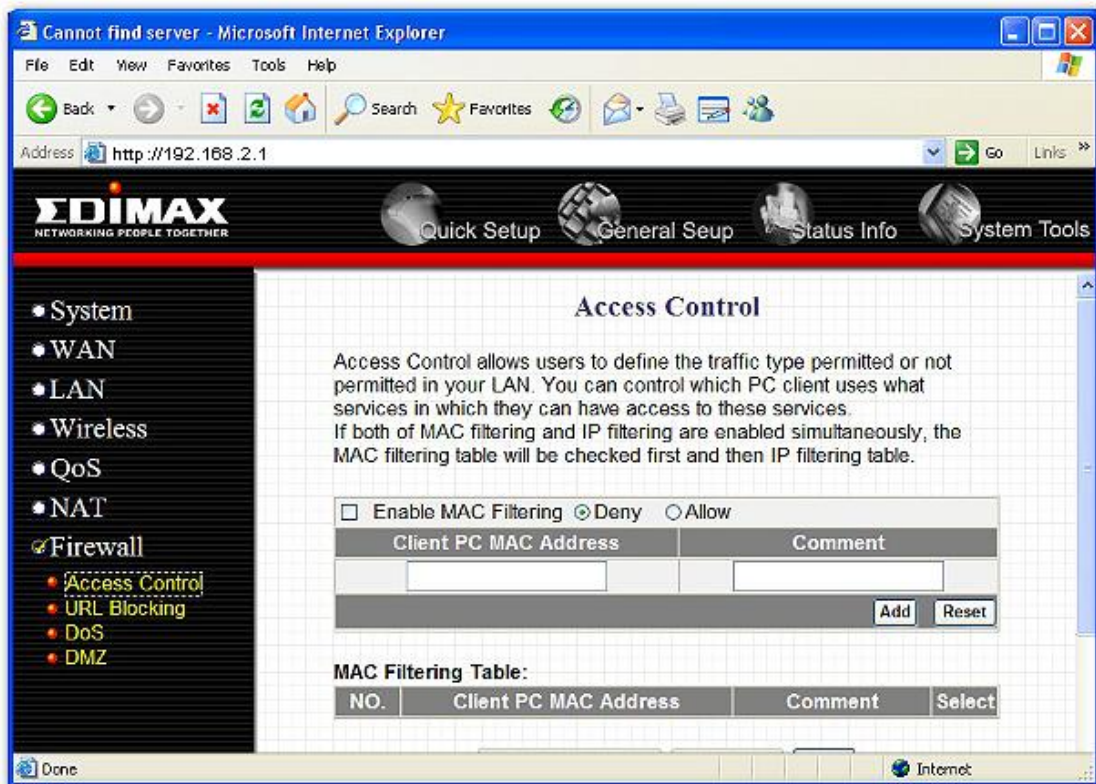 Cannot find server - Microsoft Internet Explorer
File Edit View Favorites Tools Help
Back Search Favorites
Address http://192.168.2.1 Go Links
EDIMAX
NETWORKING PEOPLE TOGETHER
Quick Setup General Seup Status Info System Tools
System
WAN
LAN
Wireless
QoS
NAT
Firewall
Access Control
URL Blocking
DoS
DMZ
Access Control
Access Control allows users to define the traffic type permitted or not
permitted in your LAN. You can control which PC client uses what
services in which they can have access to these services.
If both of MAC filtering and IP filtering are enabled simultaneously, the
MAC filtering table will be checked first and then IP filtering table.
Enable MAC Filtering Deny Allow
Client PC MAC Address Comment
Add Reset
MAC Filtering Table:
NO. Client PC MAC Address Comment Select
Done Internet